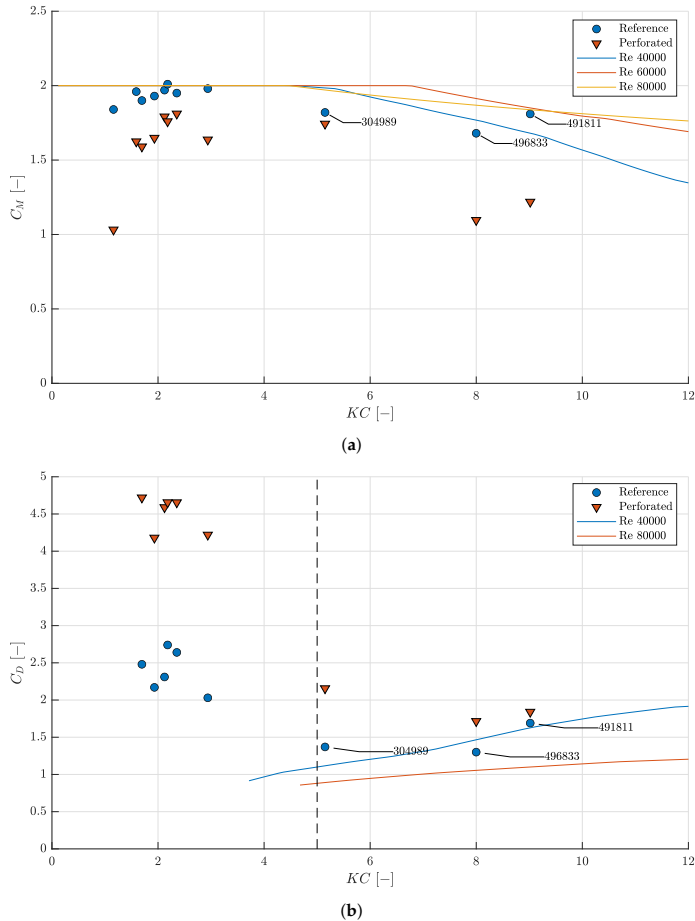 2.5
2
1.5
1
0.5
0
C_M [−]
Reference
Perforated
Re 40000
Re 60000
Re 80000
304989
496833
491811
0 2 4 6 8 10 12
KC [−]
(a)
5
4.5
4
3.5
3
2.5
2
1.5
1
0.5
0
C_D [−]
Reference
Perforated
Re 40000
Re 80000
304989
496833
491811
0 2 4 6 8 10 12
KC [−]
(b)